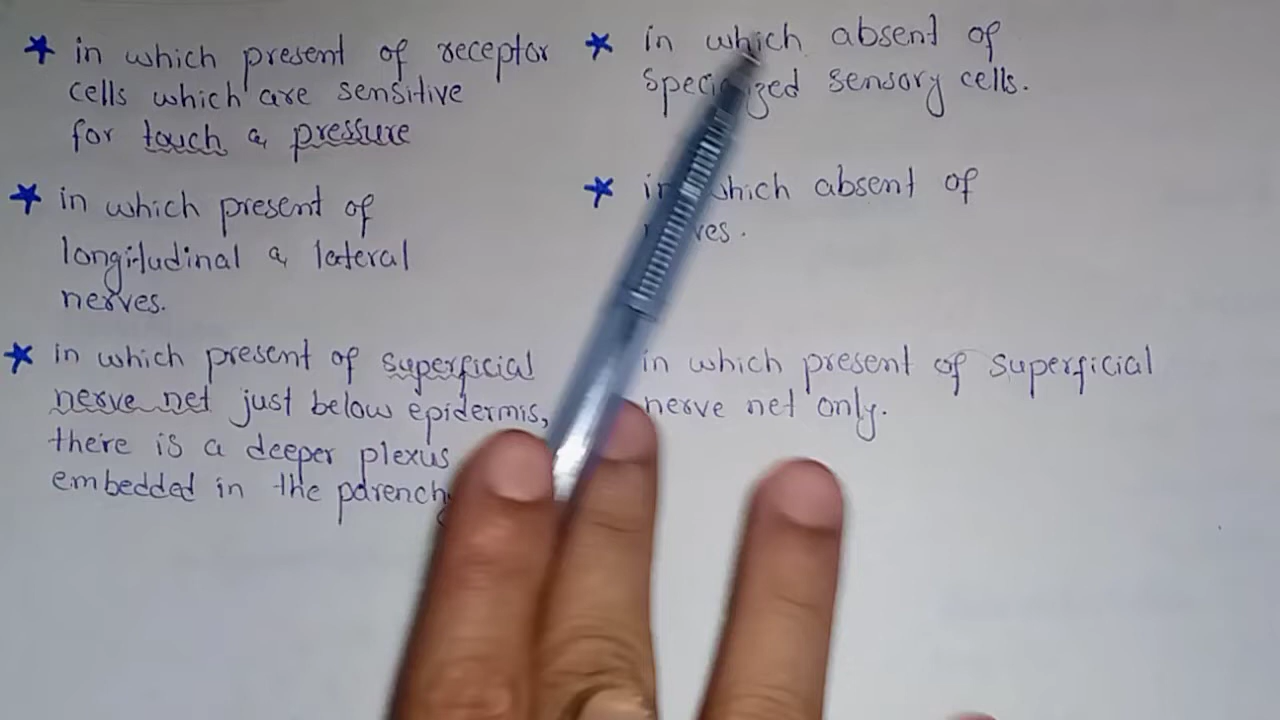 ★ in which present of receptor
cells which are sensitive
for touch & pressure
★ in which present of
longitudinal & lateral
nerves.
★ in which present of superficial
nerve net just below epidermis,
there is a deeper plexus
embedded in the
★ in which absent of
sensory cells.
★ which absent of
in which present of superficial
nerve net only.